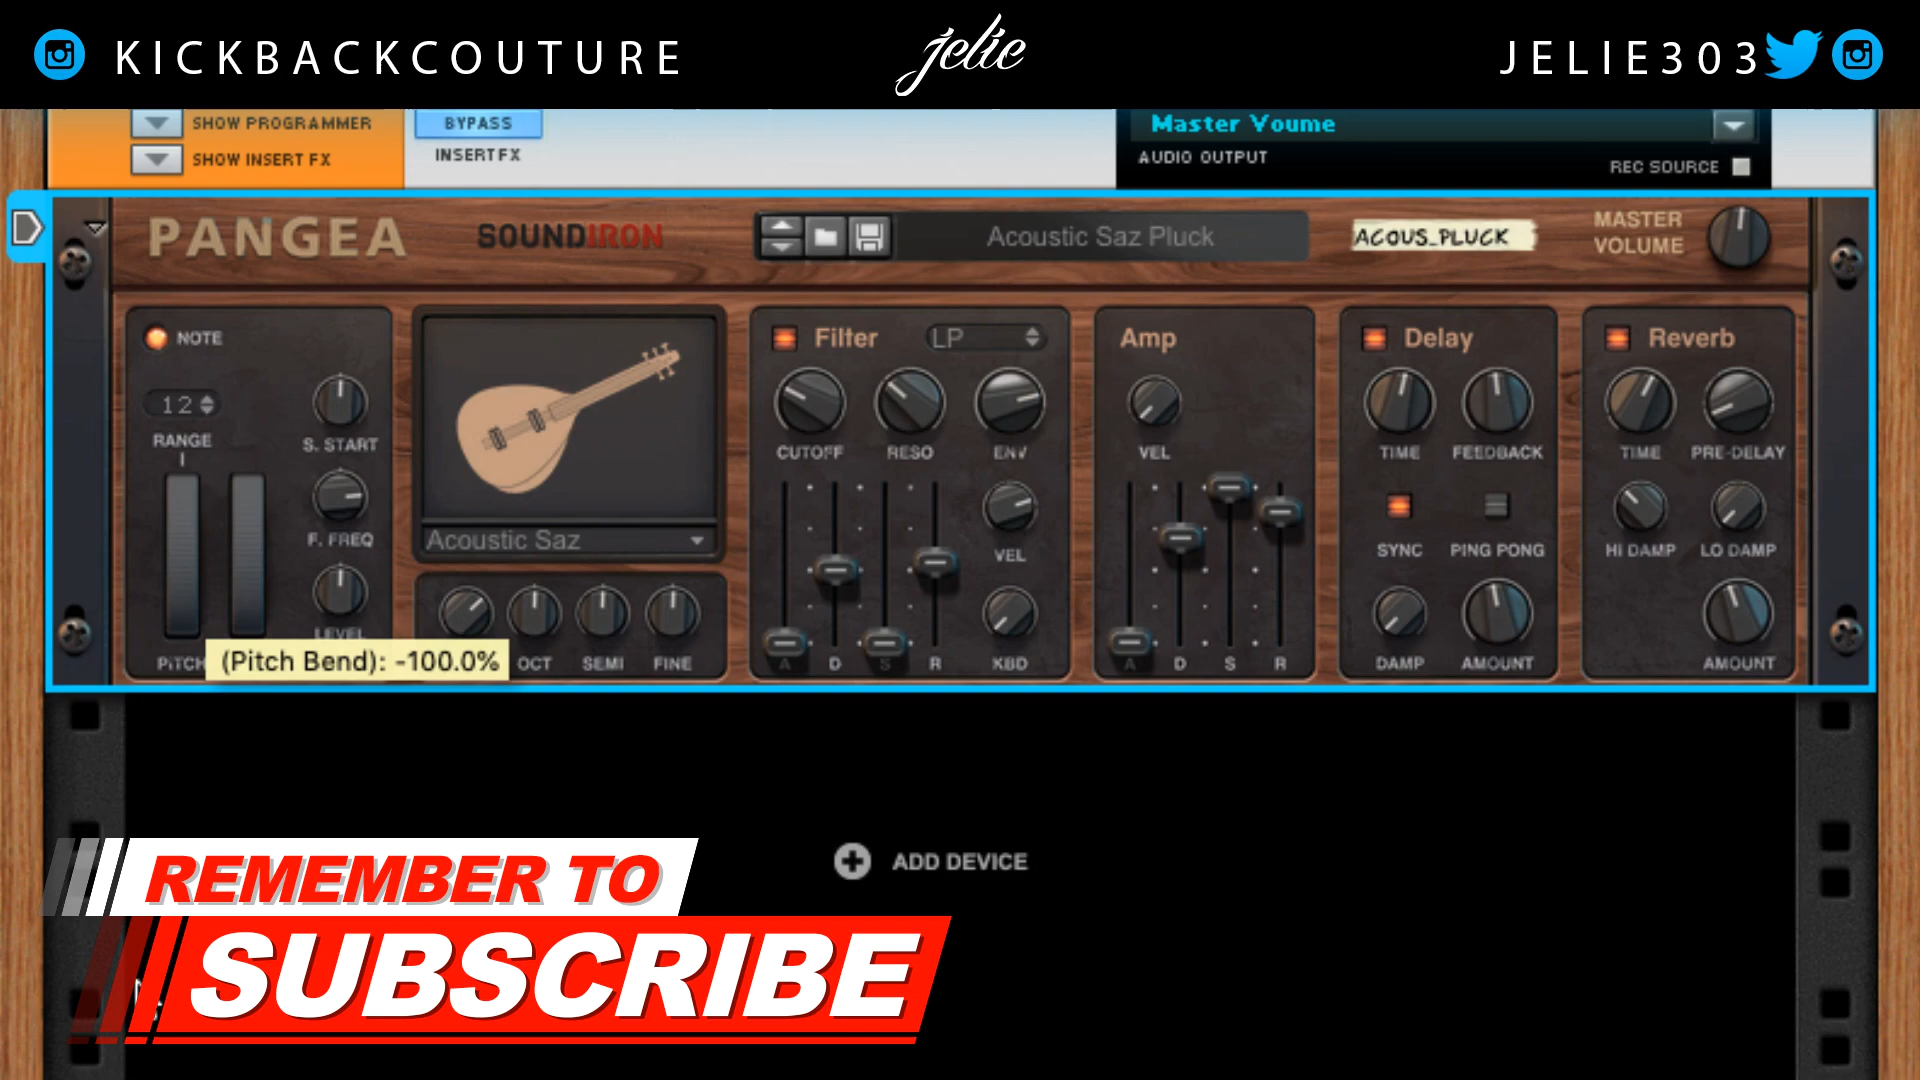 KICKBACKCOUTURE
jelie
JELIE303
SHOW PROGRAMMER
BYPASS
Master Voume
SHOW INSERT FX
INSERT FX
AUDIO OUTPUT
REC SOURCE
PANGEA
SOUNDIRON
Acoustic Saz Pluck
ACOUS_PLUCK
MASTER
VOLUME
NOTE
Filter
LP
Amp
Delay
Reverb
12
RANGE
S. START
CUTOFF
RESO
ENV
VEL
TIME
FEEDBACK
TIME
PRE-DELAY
F. FREQ
Acoustic Saz
VEL
SYNC
PING PONG
HI DAMP
LO DAMP
LEVEL
PITCH
(Pitch Bend): -100.0%
OCT
SEMI
FINE
A
D
S
R
KBD
A
D
S
R
DAMP
AMOUNT
AMOUNT
ADD DEVICE
REMEMBER TO
SUBSCRIBE